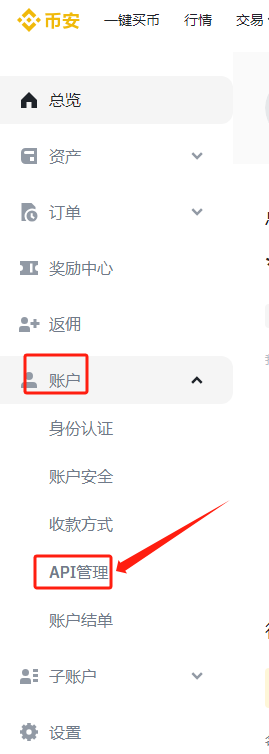 币安 一键买币 行情 交易
总览
资产
订单
奖励中心
返佣
账户
身份认证
账户安全
收款方式
API管理
账户结单
子账户
设置